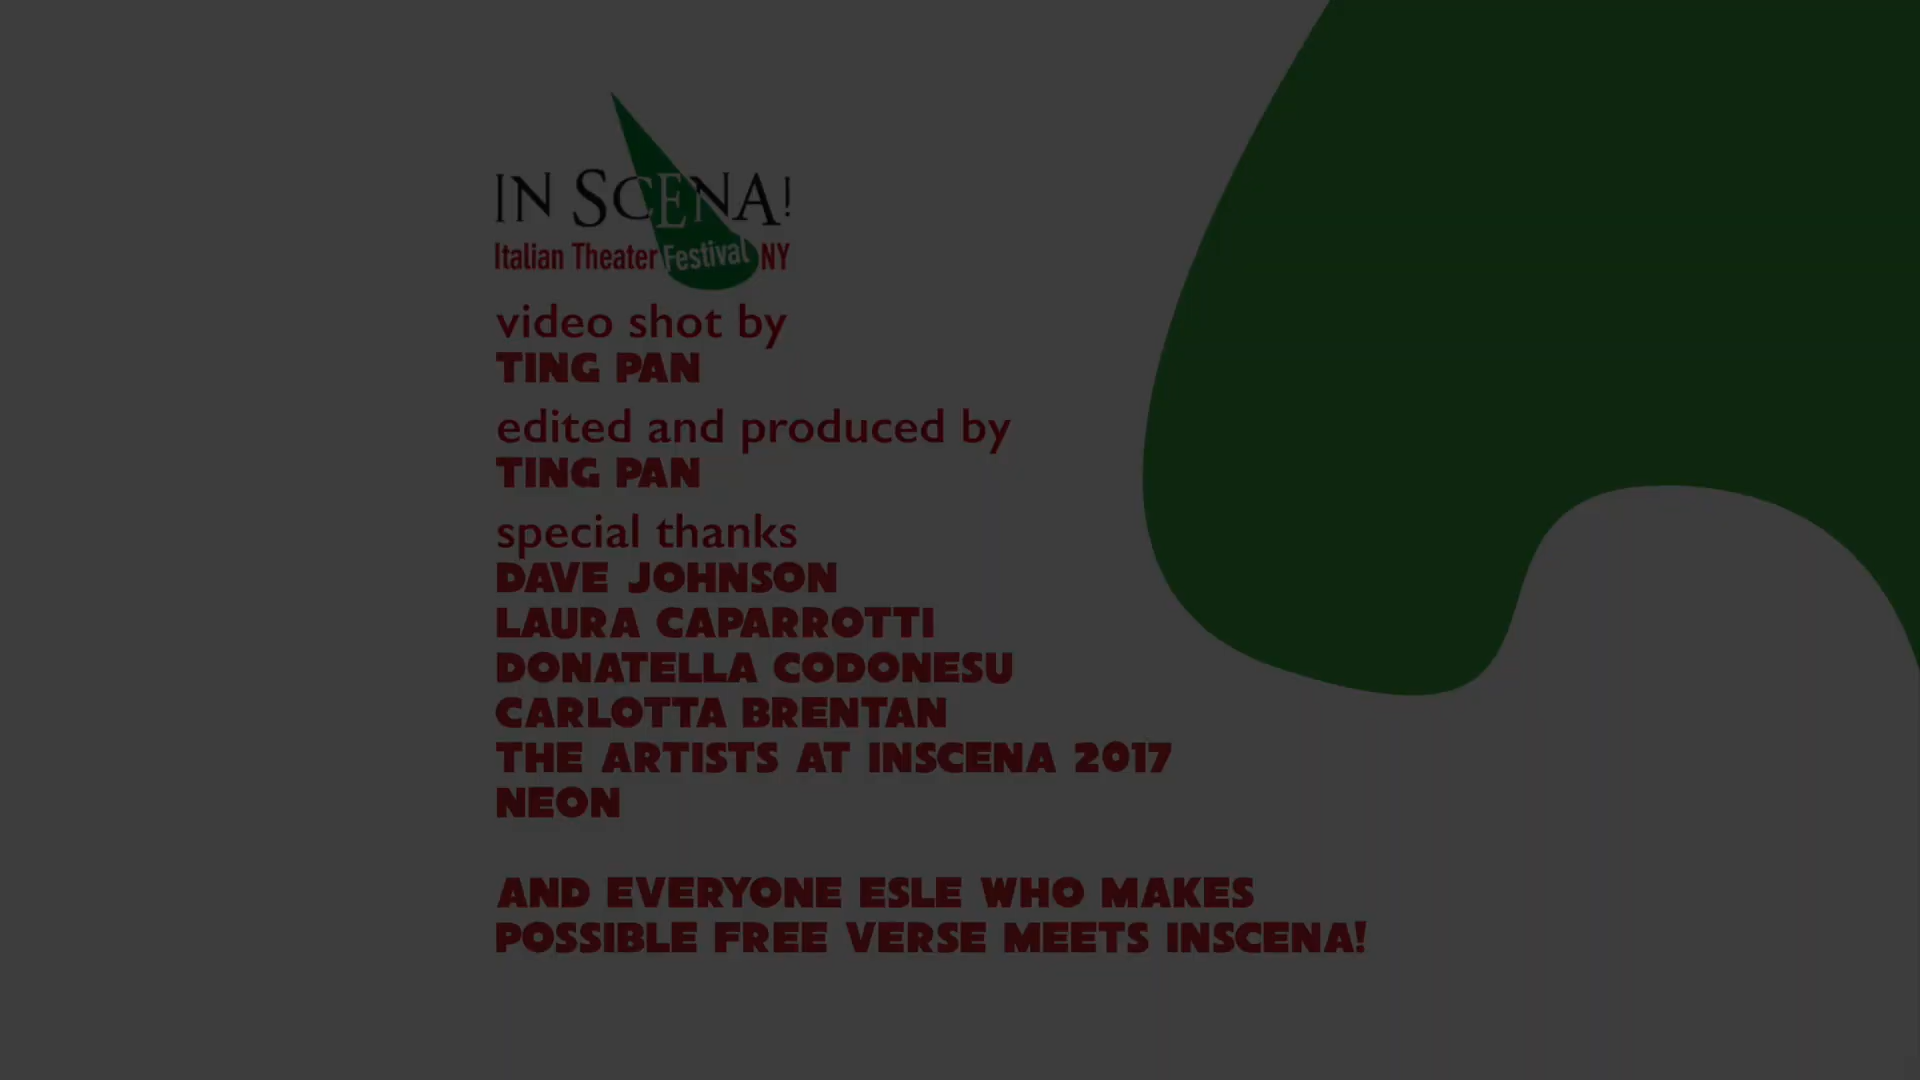 IN SCENA!
Italian Theater Festival NY
video shot by
TING PAN
edited and produced by
TING PAN
special thanks
DAVE JOHNSON
LAURA CAPARROTTI
DONATELLA CODONESU
CARLOTTA BRENTAN
THE ARTISTS AT INSCENA 2017
NEON
AND EVERYONE ESLE WHO MAKES
POSSIBLE FREE VERSE MEETS INSCENA!